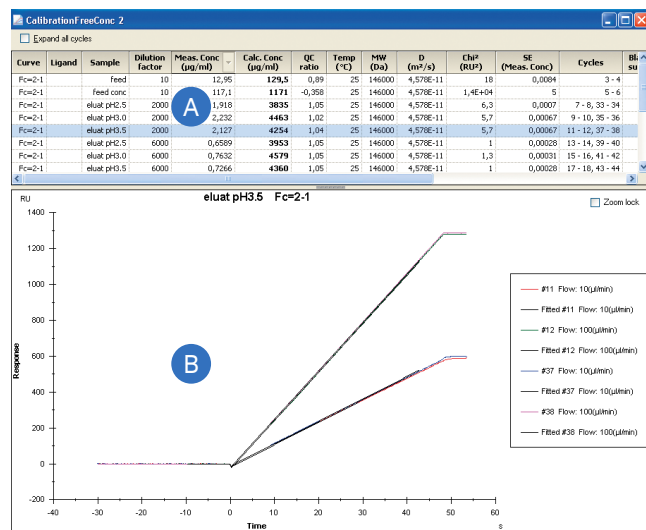 CalibrationFreeConc 2
Expand all cycles
Curve Ligand Sample Dilution factor Meas. Conc (µg/ml) Calc. Conc (µg/ml) QC ratio Temp (°C) MW (Da) D (m²/s) Chi² (RU²) SE (Meas. Conc) Cycles Bla su
Fc=2-1 feed 10 12,95 129,5 0,89 25 146000 4,578E-11 18 0,0084 3 - 4
Fc=2-1 feed conc 10 117,1 1171 -0,358 25 146000 4,578E-11 1,4E+04 5 5 - 6
Fc=2-1 eluat pH2.5 2000 1,918 3835 1,05 25 146000 4,578E-11 6,3 0,0007 7 - 8, 33 - 34
Fc=2-1 eluat pH3.0 2000 2,232 4463 1,02 25 146000 4,578E-11 5,7 0,00067 9 - 10, 35 - 36
Fc=2-1 eluat pH3.5 2000 2,127 4254 1,04 25 146000 4,578E-11 5,7 0,00067 11 - 12, 37 - 38
Fc=2-1 eluat pH2.5 6000 0,6589 3953 1,05 25 146000 4,578E-11 1 0,00028 13 - 14, 39 - 40
Fc=2-1 eluat pH3.0 6000 0,7632 4579 1,05 25 146000 4,578E-11 1,3 0,00031 15 - 16, 41 - 42
Fc=2-1 eluat pH3.5 6000 0,7266 4360 1,05 25 146000 4,578E-11 1 0,00028 17 - 18, 43 - 44
A
RU
eluat pH3.5 Fc=2-1
Zoom lock
1400
1200
1000
800
600
400
200
0
-200
Response
B
-40 -30 -20 -10 0 10 20 30 40 50 60
Time
s
#11 Flow: 10(µl/min)
Fitted #11 Flow: 10(µl/min)
#12 Flow: 100(µl/min)
Fitted #12 Flow: 100(µl/min)
#37 Flow: 10(µl/min)
Fitted #37 Flow: 10(µl/min)
#38 Flow: 100(µl/min)
Fitted #38 Flow: 100(µl/min)